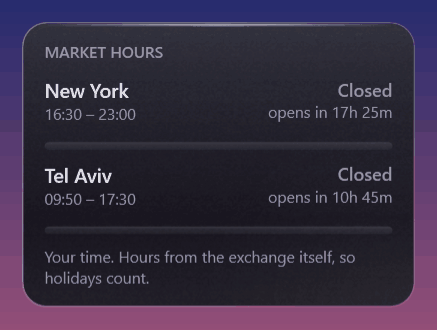 MARKET HOURS
New York
Closed
16:30 – 23:00
opens in 17h 25m
Tel Aviv
Closed
09:50 – 17:30
opens in 10h 45m
Your time. Hours from the exchange itself, so
holidays count.